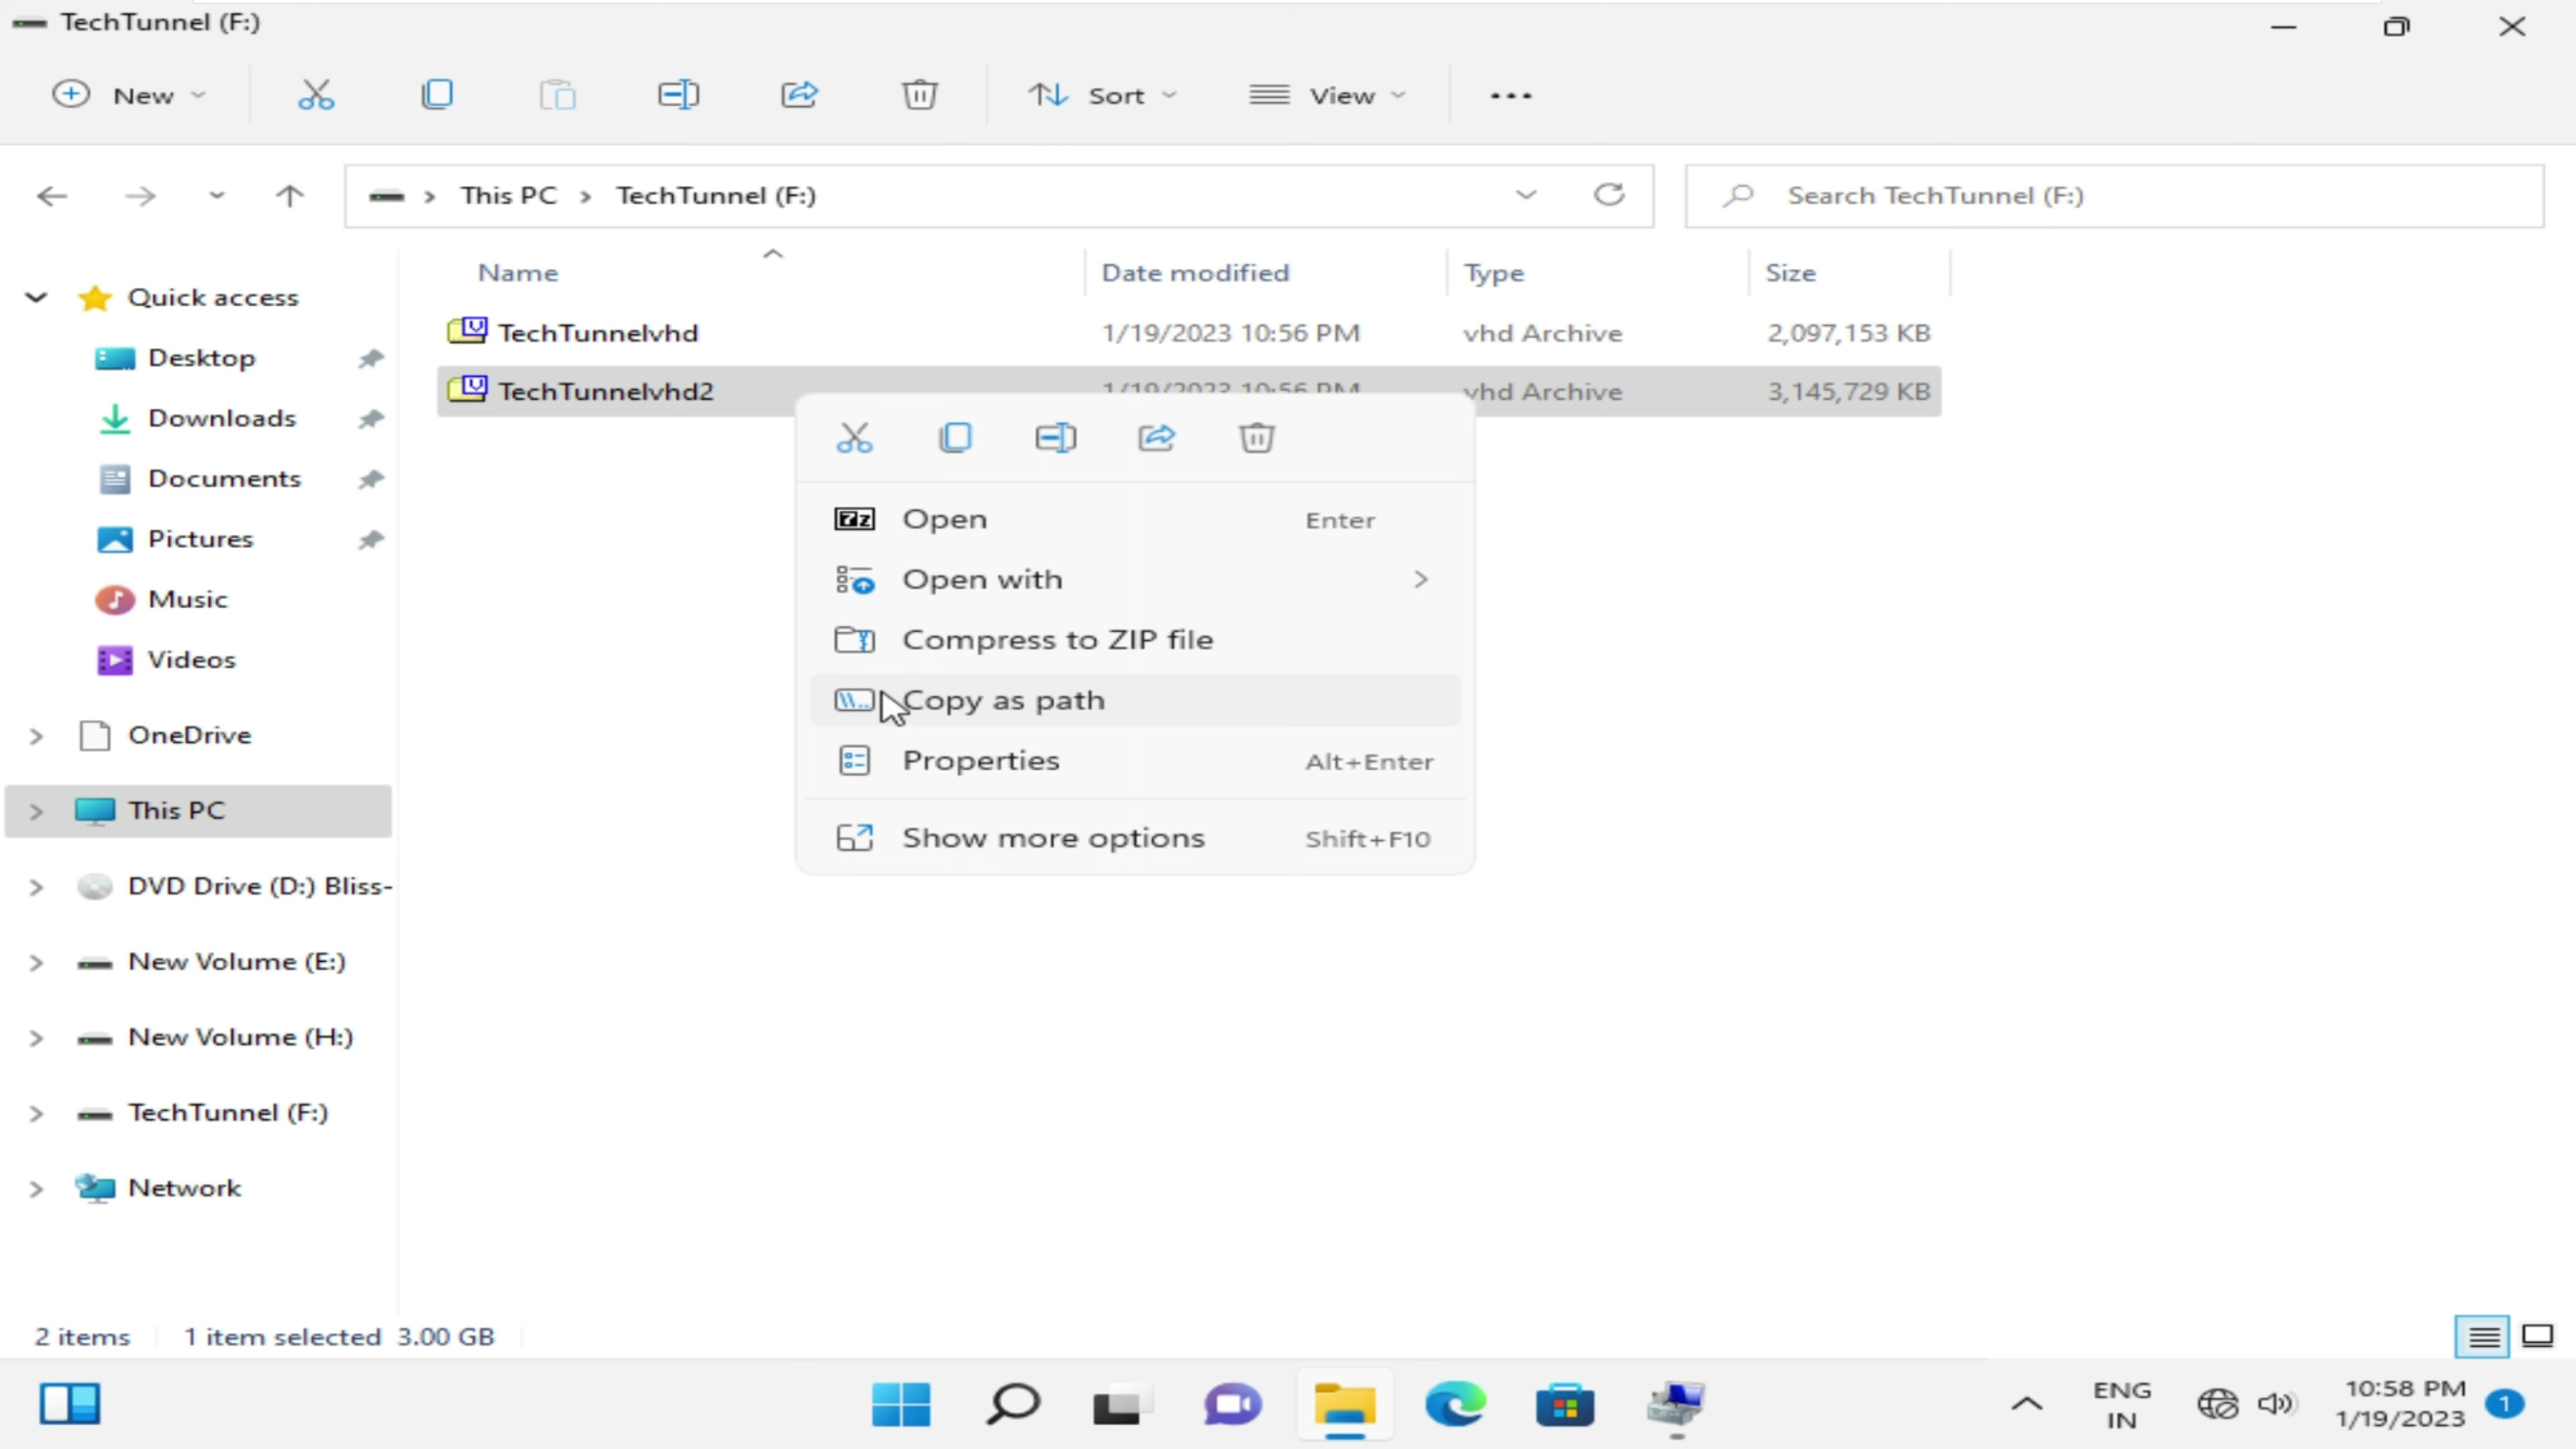 TechTunnel (F:)
New
Sort
View
This PC
TechTunnel (F:)
Search TechTunnel (F:)
Name
Date modified
Type
Size
Quick access
Desktop
Downloads
Documents
Pictures
Music
Videos
OneDrive
This PC
DVD Drive (D:) Bliss-
New Volume (E:)
New Volume (H:)
TechTunnel (F:)
Network
TechTunnelvhd 1/19/2023 10:56 PM vhd Archive 2,097,153 KB
TechTunnelvhd2 1/19/2023 10:56 PM vhd Archive 3,145,729 KB
Open Enter
Open with
Compress to ZIP file
Copy as path
Properties Alt+Enter
Show more options Shift+F10
2 items 1 item selected 3.00 GB
ENG
IN
10:58 PM
1/19/2023
1